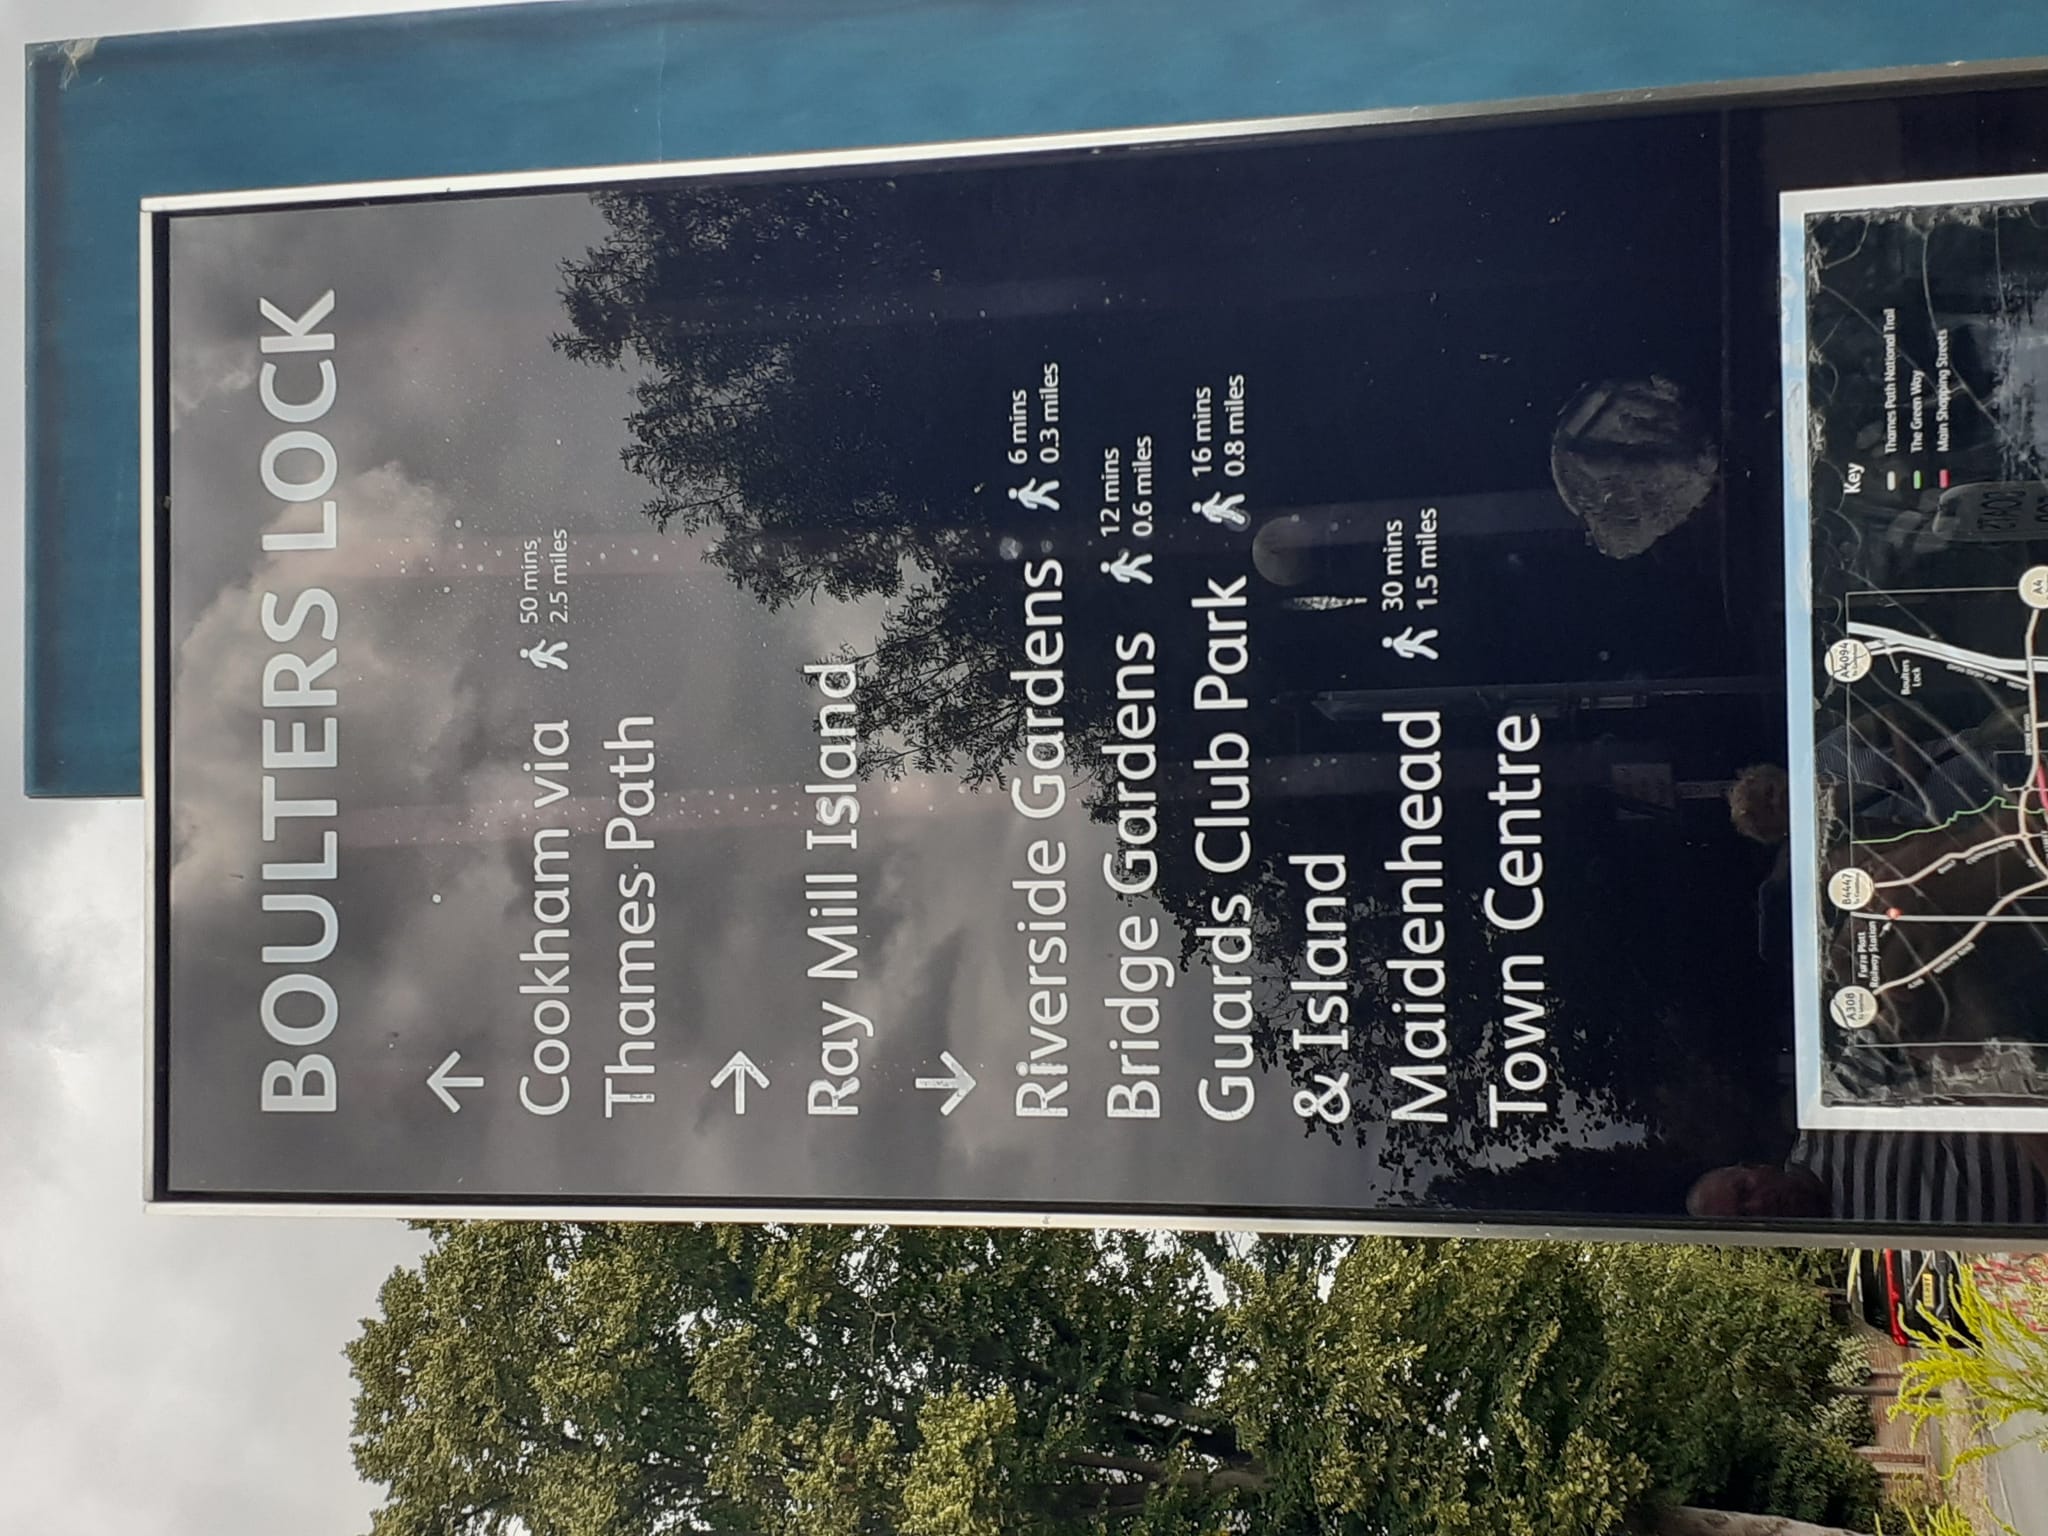 BOULTERS LOCK
Cookham via
50 mins
2.5 miles
Thames Path
Ray Mill Island
Riverside Gardens
6 mins
0.3 miles
Bridge Gardens
12 mins
0.6 miles
Guards Club Park
16 mins
0.8 miles
& Island
Maidenhead
30 mins
1.5 miles
Town Centre
Key
Thames Path National Trail
The Green Way
Main Shopping Streets
A308
Furze Platt
Railway Station
B4447
A4094
Boulters
Lock
A4